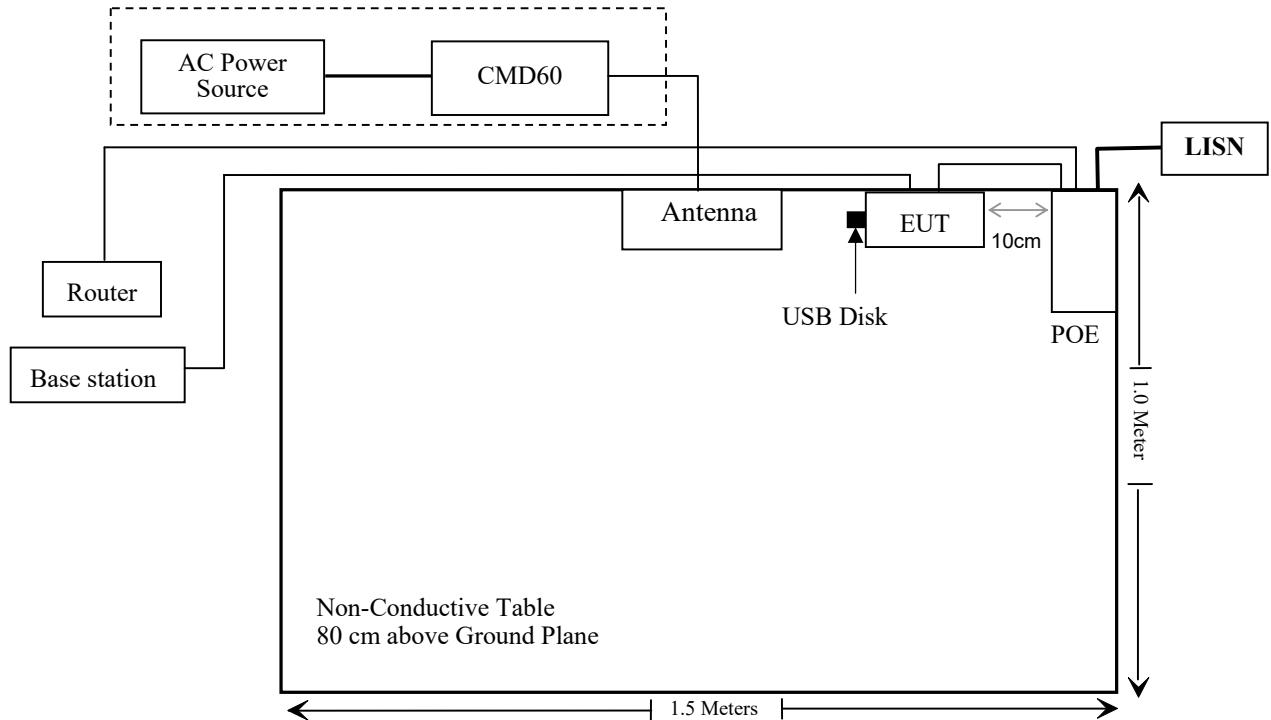 AC Power
Source
CMD60
LISN
Antenna
EUT
10cm
Router
USB Disk
POE
Base station
1.0 Meter
Non-Conductive Table
80 cm above Ground Plane
1.5 Meters